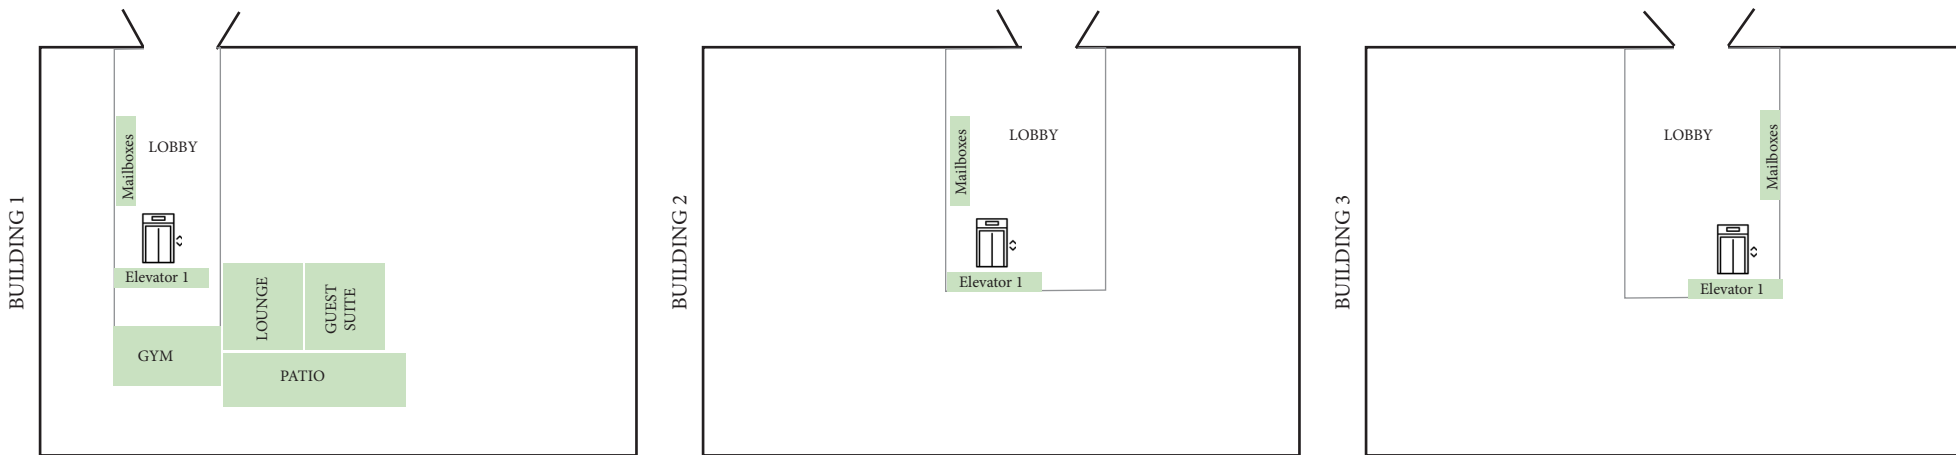 BUILDING 1
Mailboxes
LOBBY
Elevator 1
LOUNGE
GUEST
SUITE
GYM
PATIO
BUILDING 2
Mailboxes
LOBBY
Elevator 1
BUILDING 3
LOBBY
Mailboxes
Elevator 1